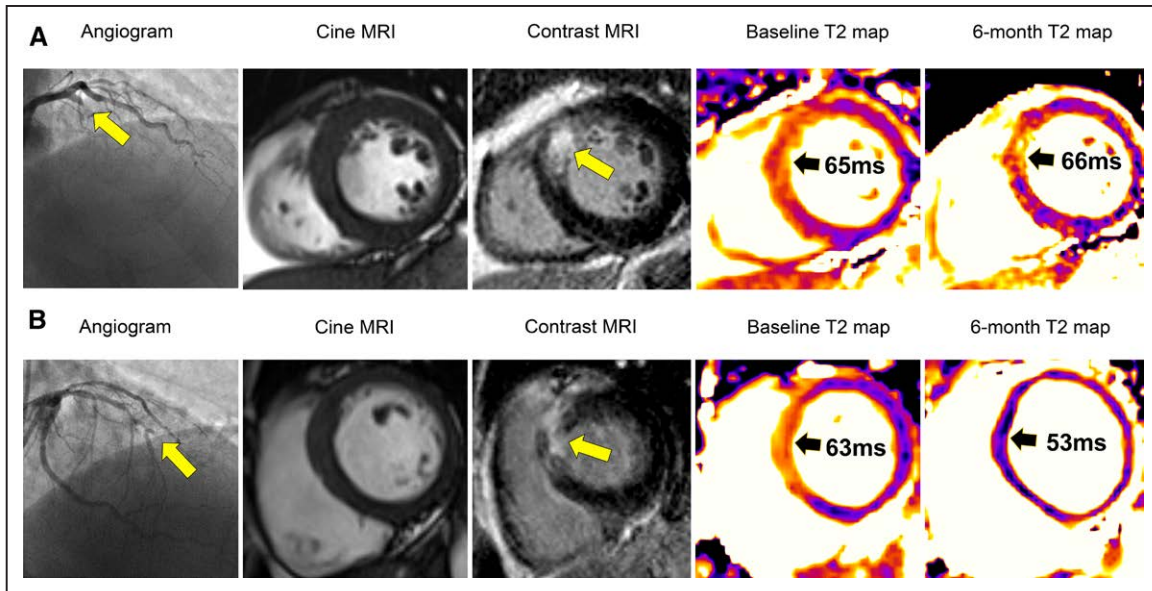 A
Angiogram Cine MRI Contrast MRI Baseline T2 map 6-month T2 map
65ms 66ms
B
Angiogram Cine MRI Contrast MRI Baseline T2 map 6-month T2 map
63ms 53ms